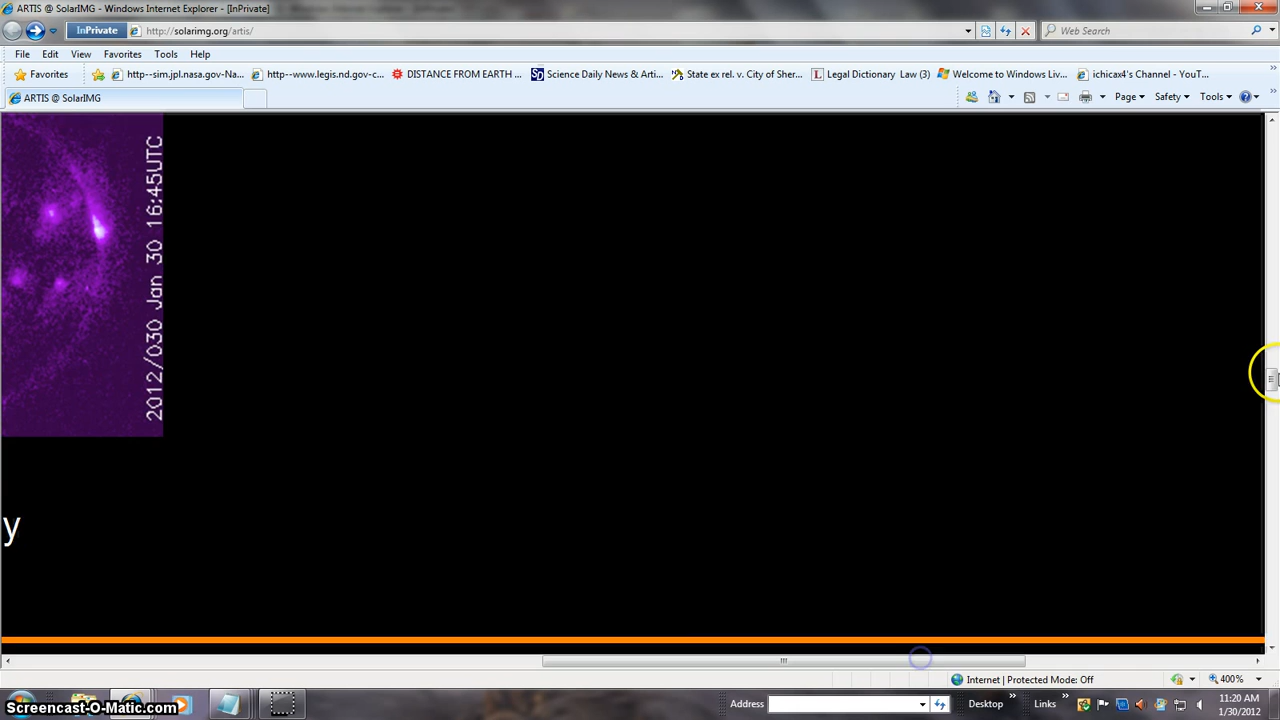 ARTIS @ SolarIMG - Windows Internet Explorer - [InPrivate]
InPrivate http://solarimg.org/artis/ Web Search
File Edit View Favorites Tools Help
Favorites http--sim.jpl.nasa.gov-Na... http--www.legis.nd.gov-c... DISTANCE FROM EARTH ... SD Science Daily News & Arti... State ex rel. v. City of Sher... L Legal Dictionary Law (3) Welcome to Windows Liv... ichicax4's Channel - YouT...
ARTIS @ SolarIMG Page Safety Tools
2012/030 Jan 30 16:45UTC
y
Internet | Protected Mode: Off 400%
Screencast-O-Matic.com Address Desktop Links 11:20 AM
1/30/2012